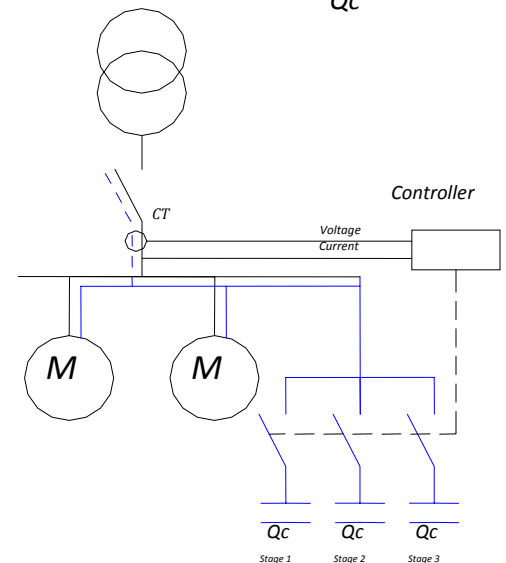 Qc
Controller
CT
Voltage
Current
M
M
Qc
Qc
Qc
Stage 1
Stage 2
Stage 3